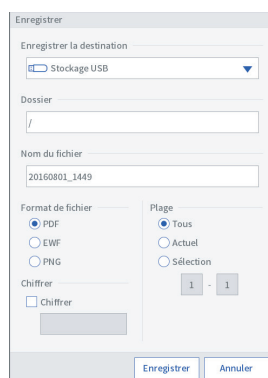 Enregistrer
Enregistrer la destination
Stockage USB
Dossier
/
Nom du fichier
20160801_1449
Format de fichier
PDF
EWF
PNG
Plage
Tous
Actuel
Sélection
1 - 1
Chiffrer
Chiffrer
Enregistrer Annuler